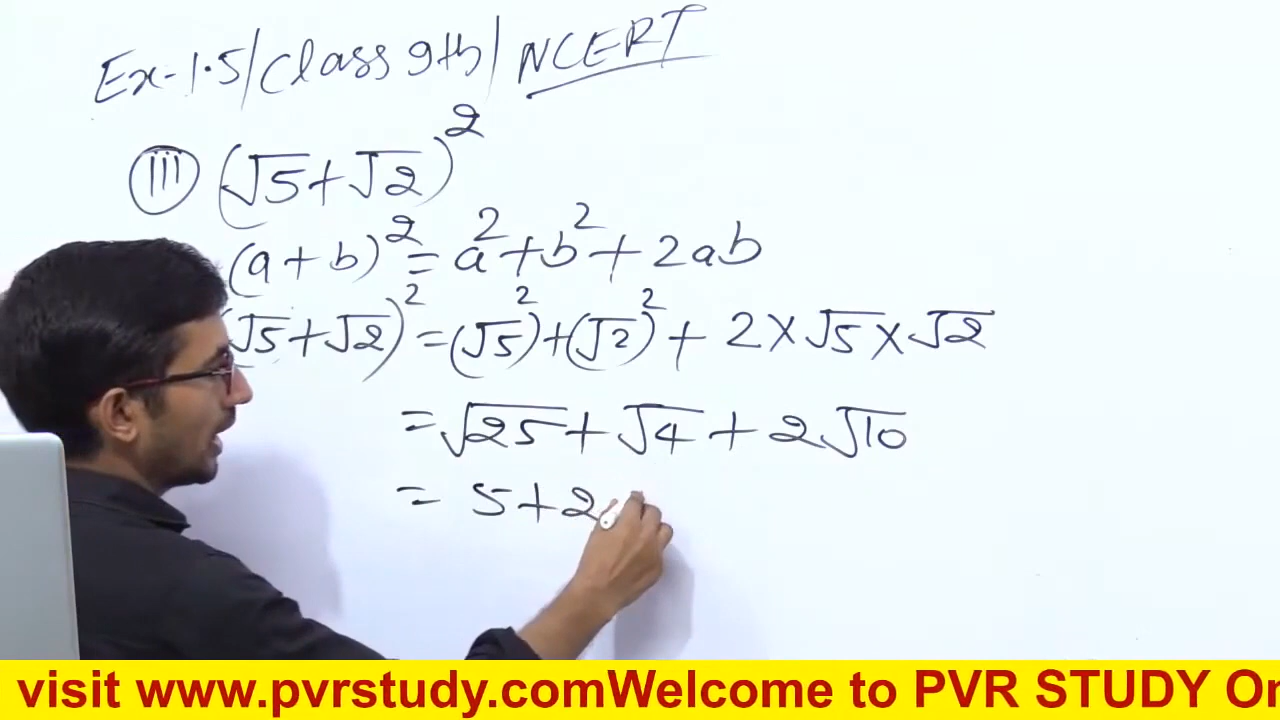 Ex-1.5/Class 9th/NCERT
(iii) (√5+√2)²
(a+b)² = a²+b²+2ab
(√5+√2)² = (√5)²+(√2)² + 2×√5×√2
= √25+√4+2√10
= 5+2
visit www.pvrstudy.comWelcome to PVR STUDY On